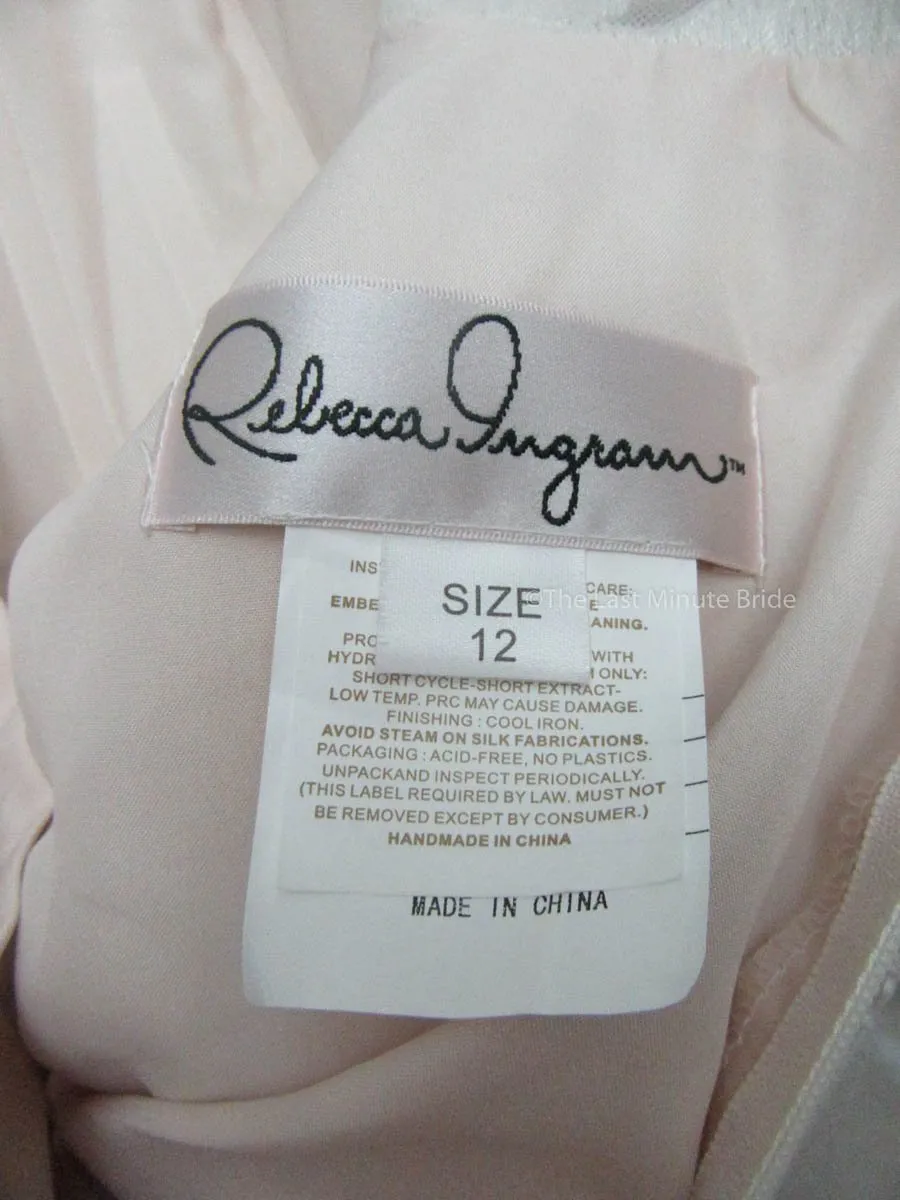 Rebecca Ingram™
SIZE
12
©The Last Minute Bride
INS CARE:
EMBE E
ANING.
PRO WITH
HYDR ONLY:
SHORT CYCLE-SHORT EXTRACT-
LOW TEMP. PRC MAY CAUSE DAMAGE.
FINISHING : COOL IRON.
AVOID STEAM ON SILK FABRICATIONS.
PACKAGING : ACID-FREE, NO PLASTICS.
UNPACKAND INSPECT PERIODICALLY.
(THIS LABEL REQUIRED BY LAW. MUST NOT
BE REMOVED EXCEPT BY CONSUMER.)
HANDMADE IN CHINA
MADE IN CHINA